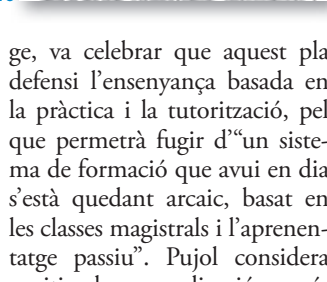 ge, va celebrar que aquest pla
defensi l’ensenyança basada en
la pràctica i la tutorització, pel
que permetrà fugir d’“un siste-
ma de formació que avui en dia
s’està quedant arcaic, basat en
les classes magistrals i l’aprenen-
tatge passiu”. Pujol considera